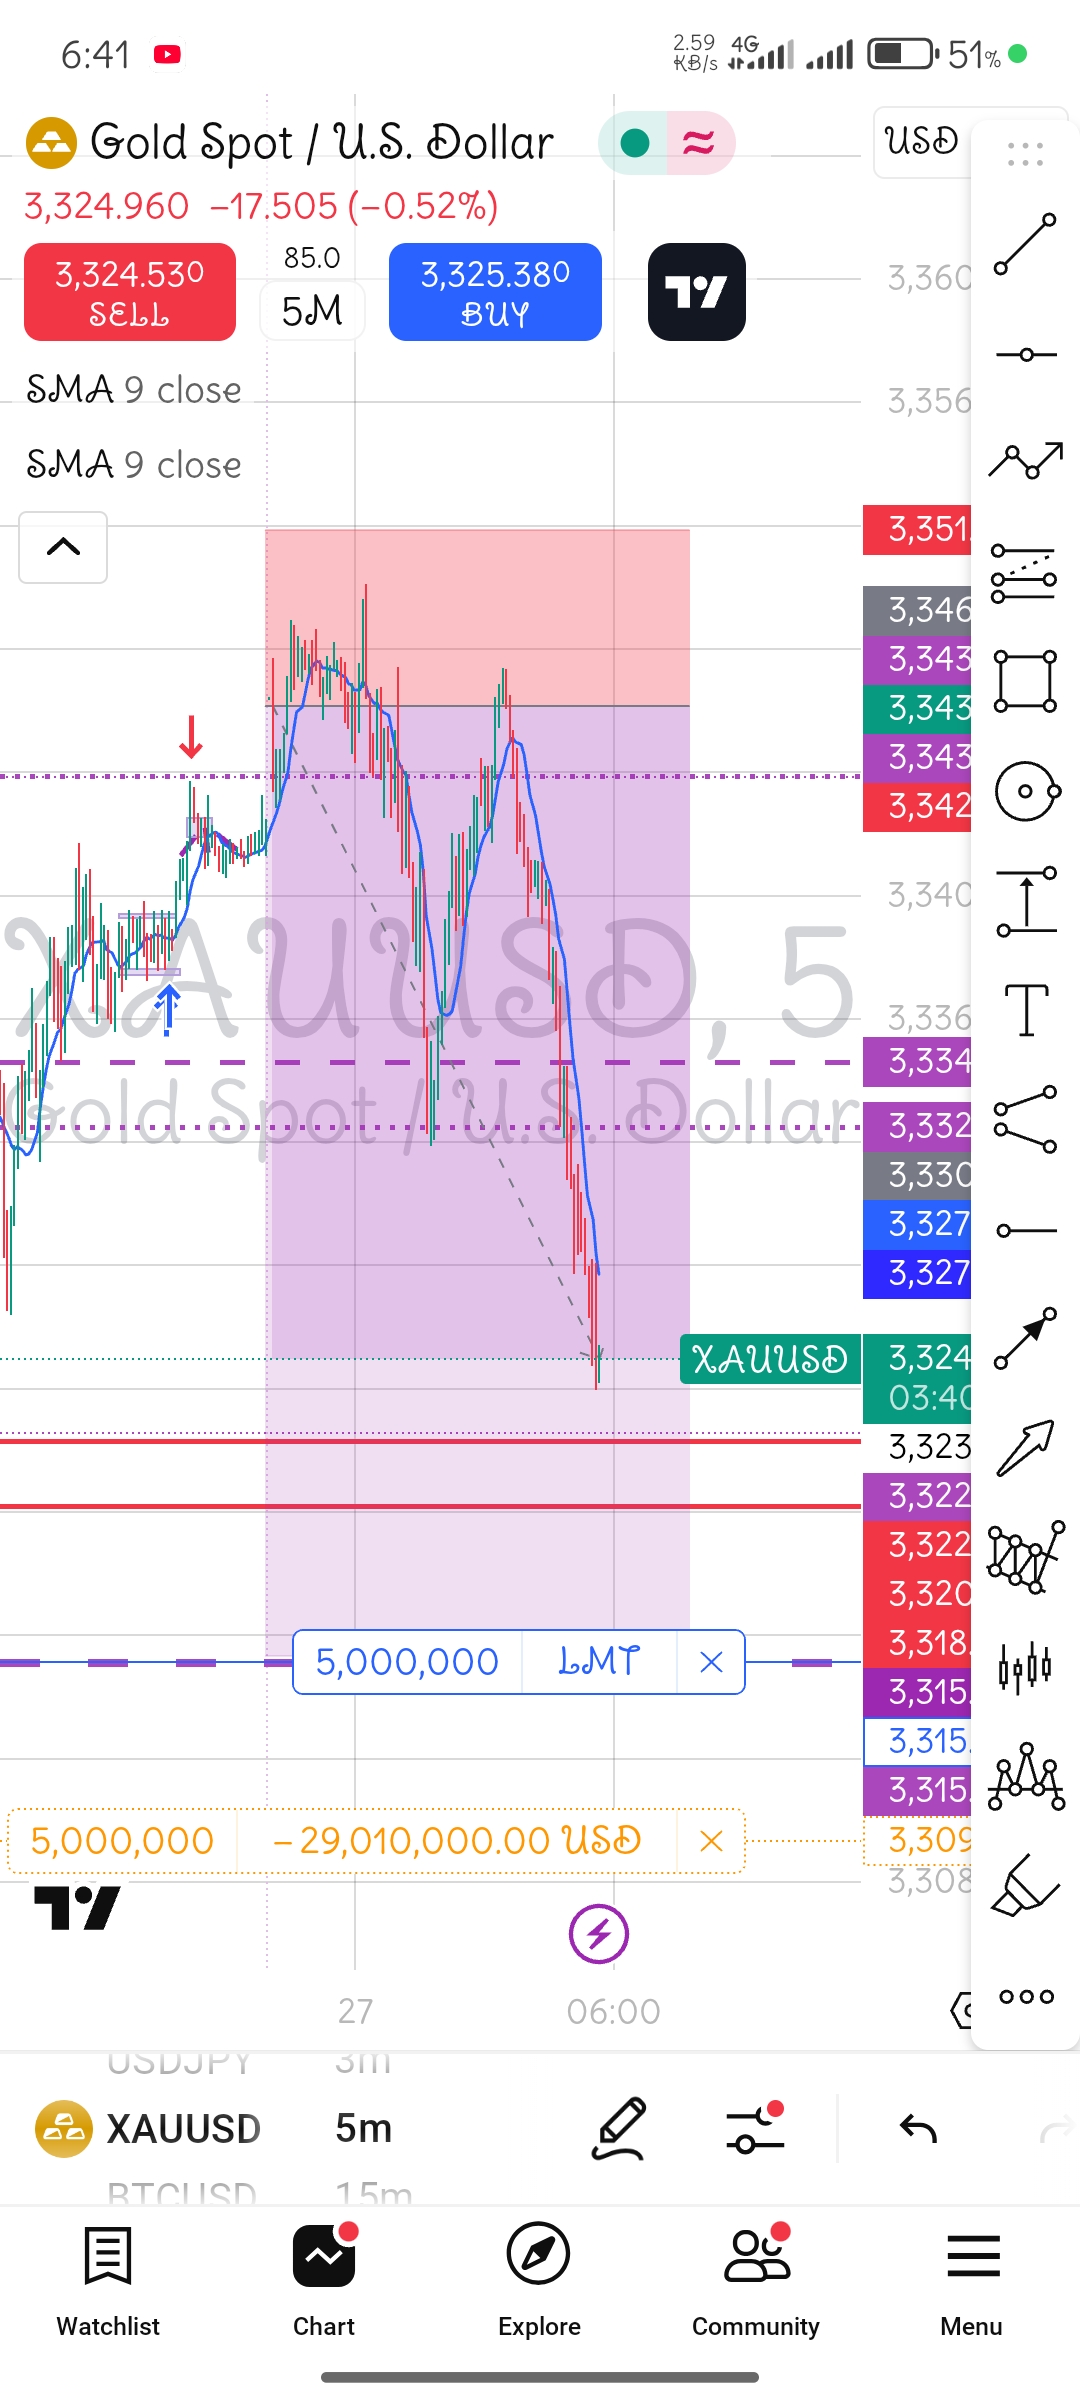 6:41
2.59 KB/s 4G 51%
Gold Spot / U.S. Dollar
USD
3,324.960 −17.505 (−0.52%)
3,324.530 SELL
85.0
5M
3,325.380 BUY
SMA 9 close
SMA 9 close
3,360
3,356
3,351.
3,346
3,343
3,343
3,343
3,342
3,340
XAUUSD, 5
3,336
3,334
Gold Spot / U.S. Dollar
3,332
3,330
3,327
3,327
XAUUSD 3,324
03:40
3,323
3,322
3,322
3,320
3,318.
3,315.
5,000,000 LMT
3,315.
3,315.
5,000,000 −29,010,000.00 USD
3,309
3,308
27 06:00
USDJPY 3m
XAUUSD 5m
BTCUSD 15m
Watchlist Chart Explore Community Menu